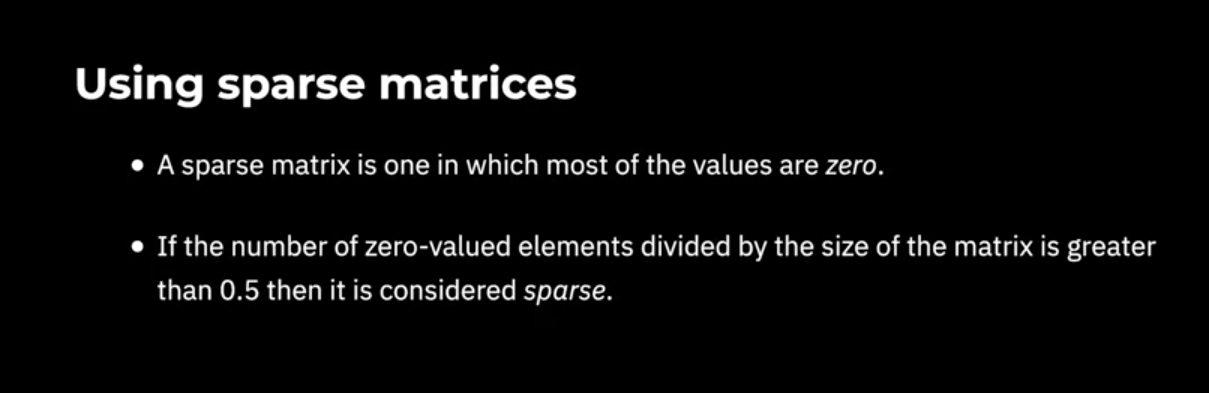 Using sparse matrices
• A sparse matrix is one in which most of the values are zero.
• If the number of zero-valued elements divided by the size of the matrix is greater
than 0.5 then it is considered sparse.